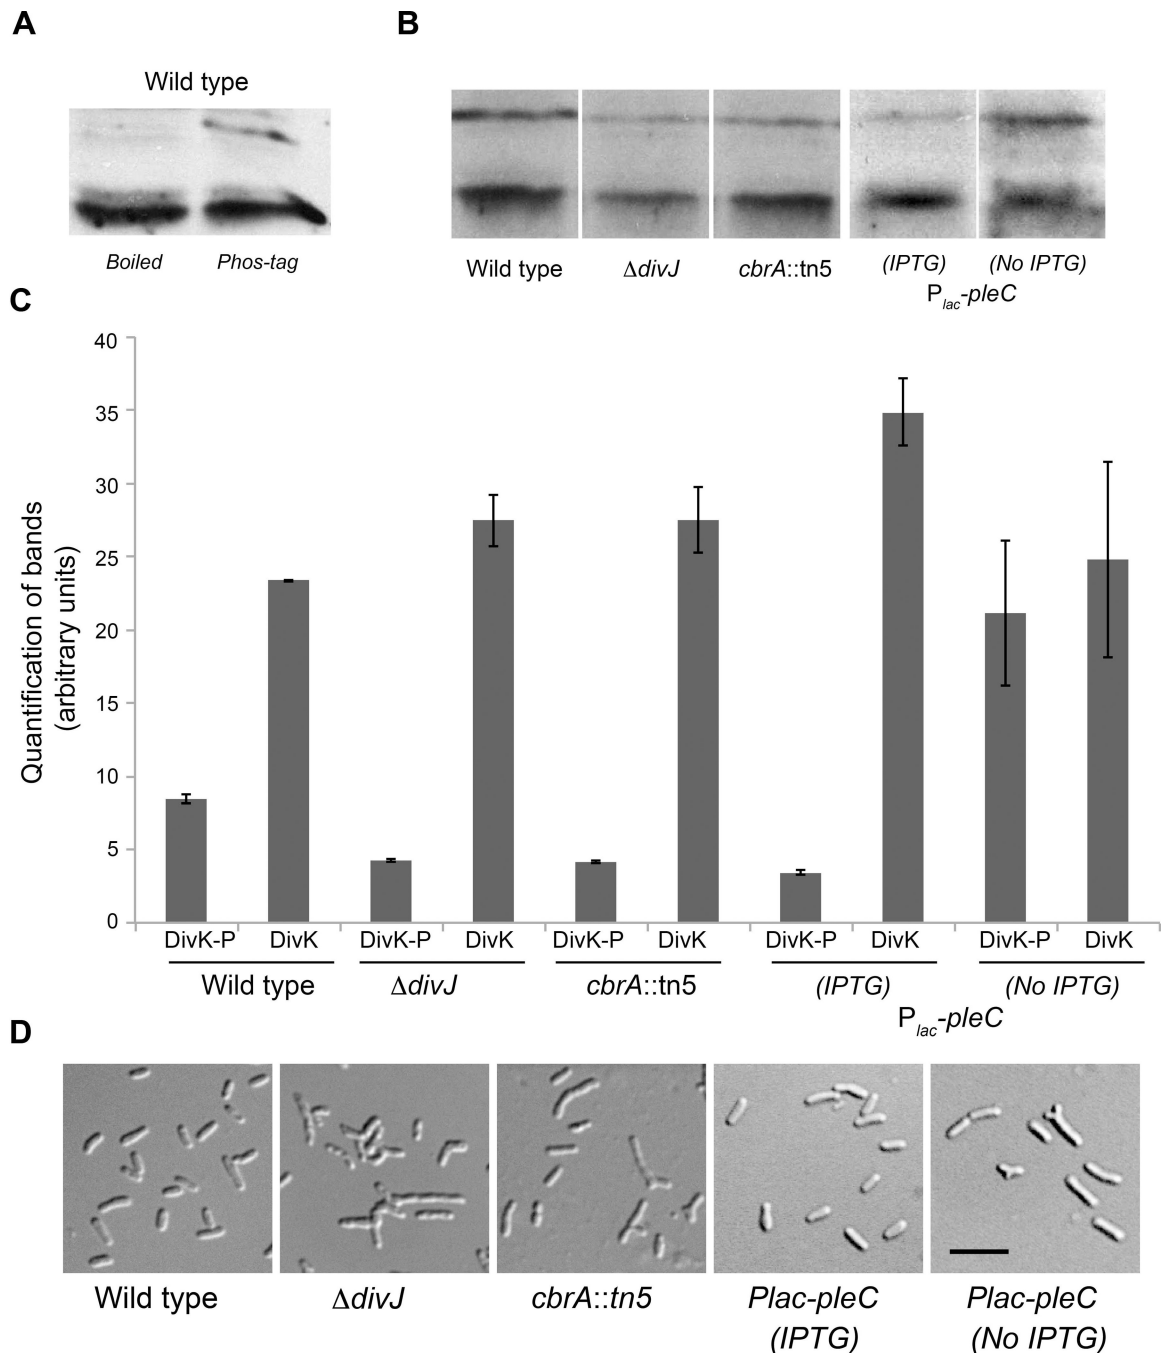 A
B
Wild type
Boiled Phos-tag
Wild type ΔdivJ cbrA::tn5 (IPTG) (No IPTG)
Plac-pleC
C
Quantification of bands
(arbitrary units)
40
35
30
25
20
15
10
5
0
DivK-P DivK DivK-P DivK DivK-P DivK DivK-P DivK DivK-P DivK
Wild type ΔdivJ cbrA::tn5 (IPTG) (No IPTG)
Plac-pleC
D
Wild type ΔdivJ cbrA::tn5 Plac-pleC Plac-pleC
(IPTG) (No IPTG)